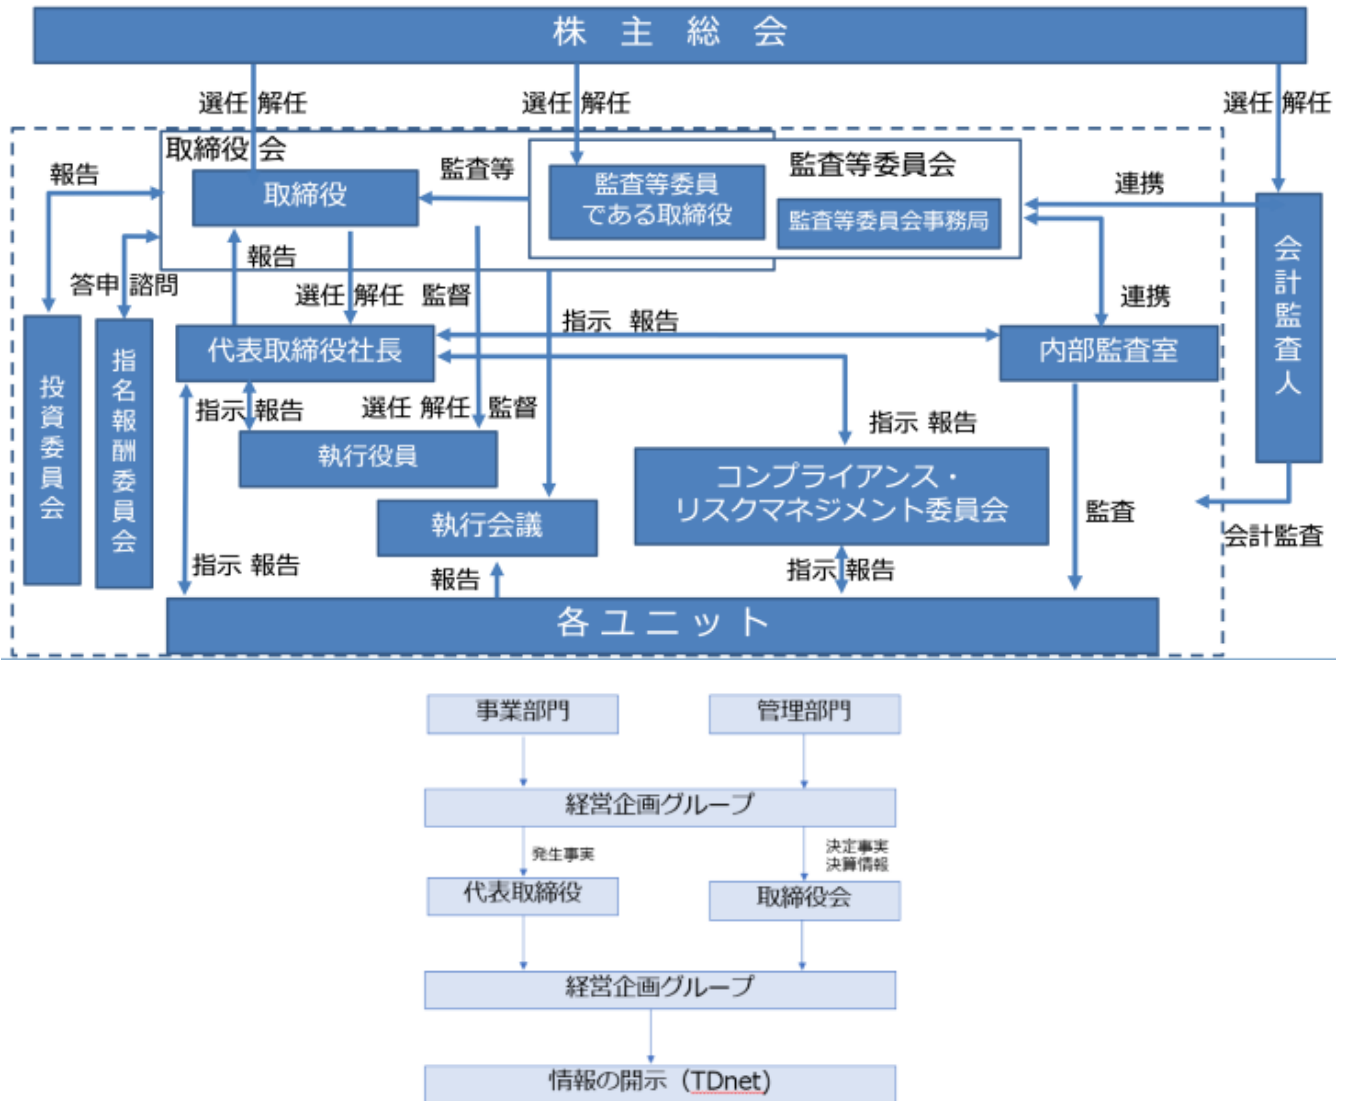 株主総会
選任 解任
選任 解任
選任 解任
取締役会
報告
取締役
監査等
監査等委員
である取締役
監査等委員会
監査等委員会事務局
連携
会計監査人
報告
答申 諮問
選任 解任 監督
連携
指示 報告
投資委員会
指名報酬委員会
代表取締役社長
内部監査室
指示 報告
選任 解任 監督
指示 報告
執行役員
コンプライアンス・
リスクマネジメント委員会
執行会議
監査
会計監査
指示 報告
報告
指示 報告
各ユニット
事業部門
管理部門
経営企画グループ
発生事実
決定事実
決算情報
代表取締役
取締役会
経営企画グループ
情報の開示（TDnet)